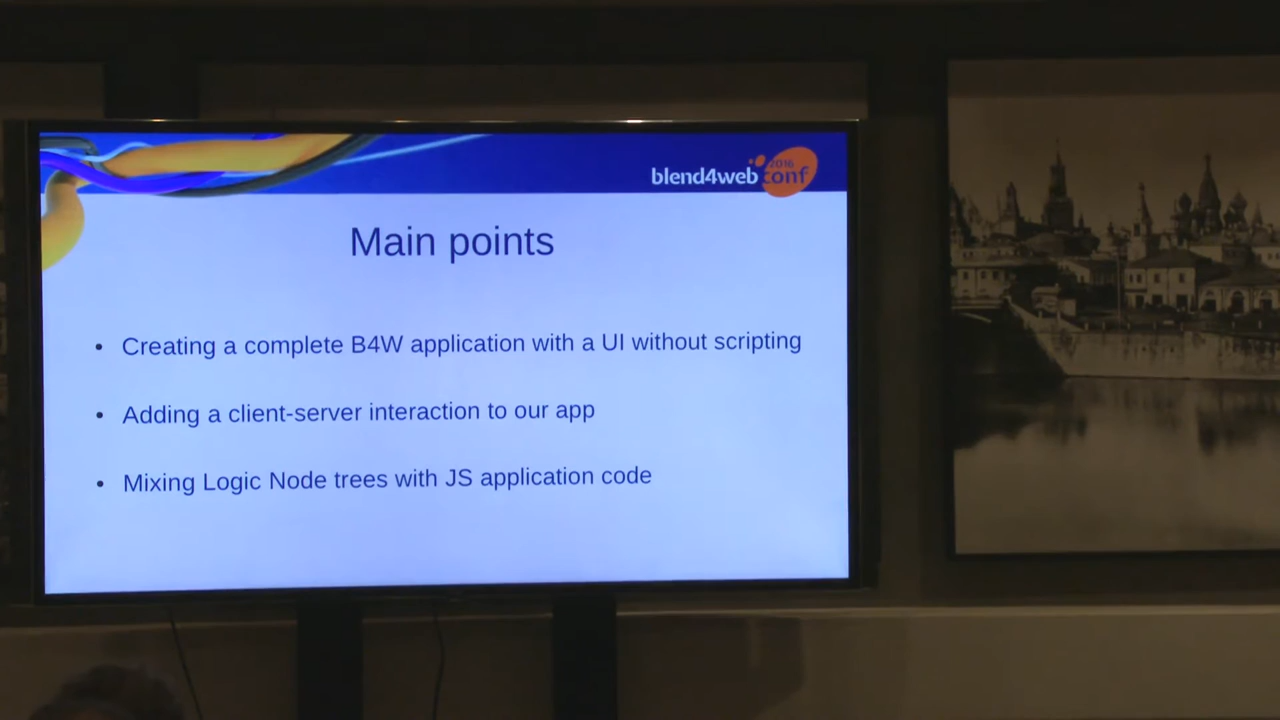 blend4web
2016
conf
Main points
• Creating a complete B4W application with a UI without scripting
• Adding a client-server interaction to our app
• Mixing Logic Node trees with JS application code